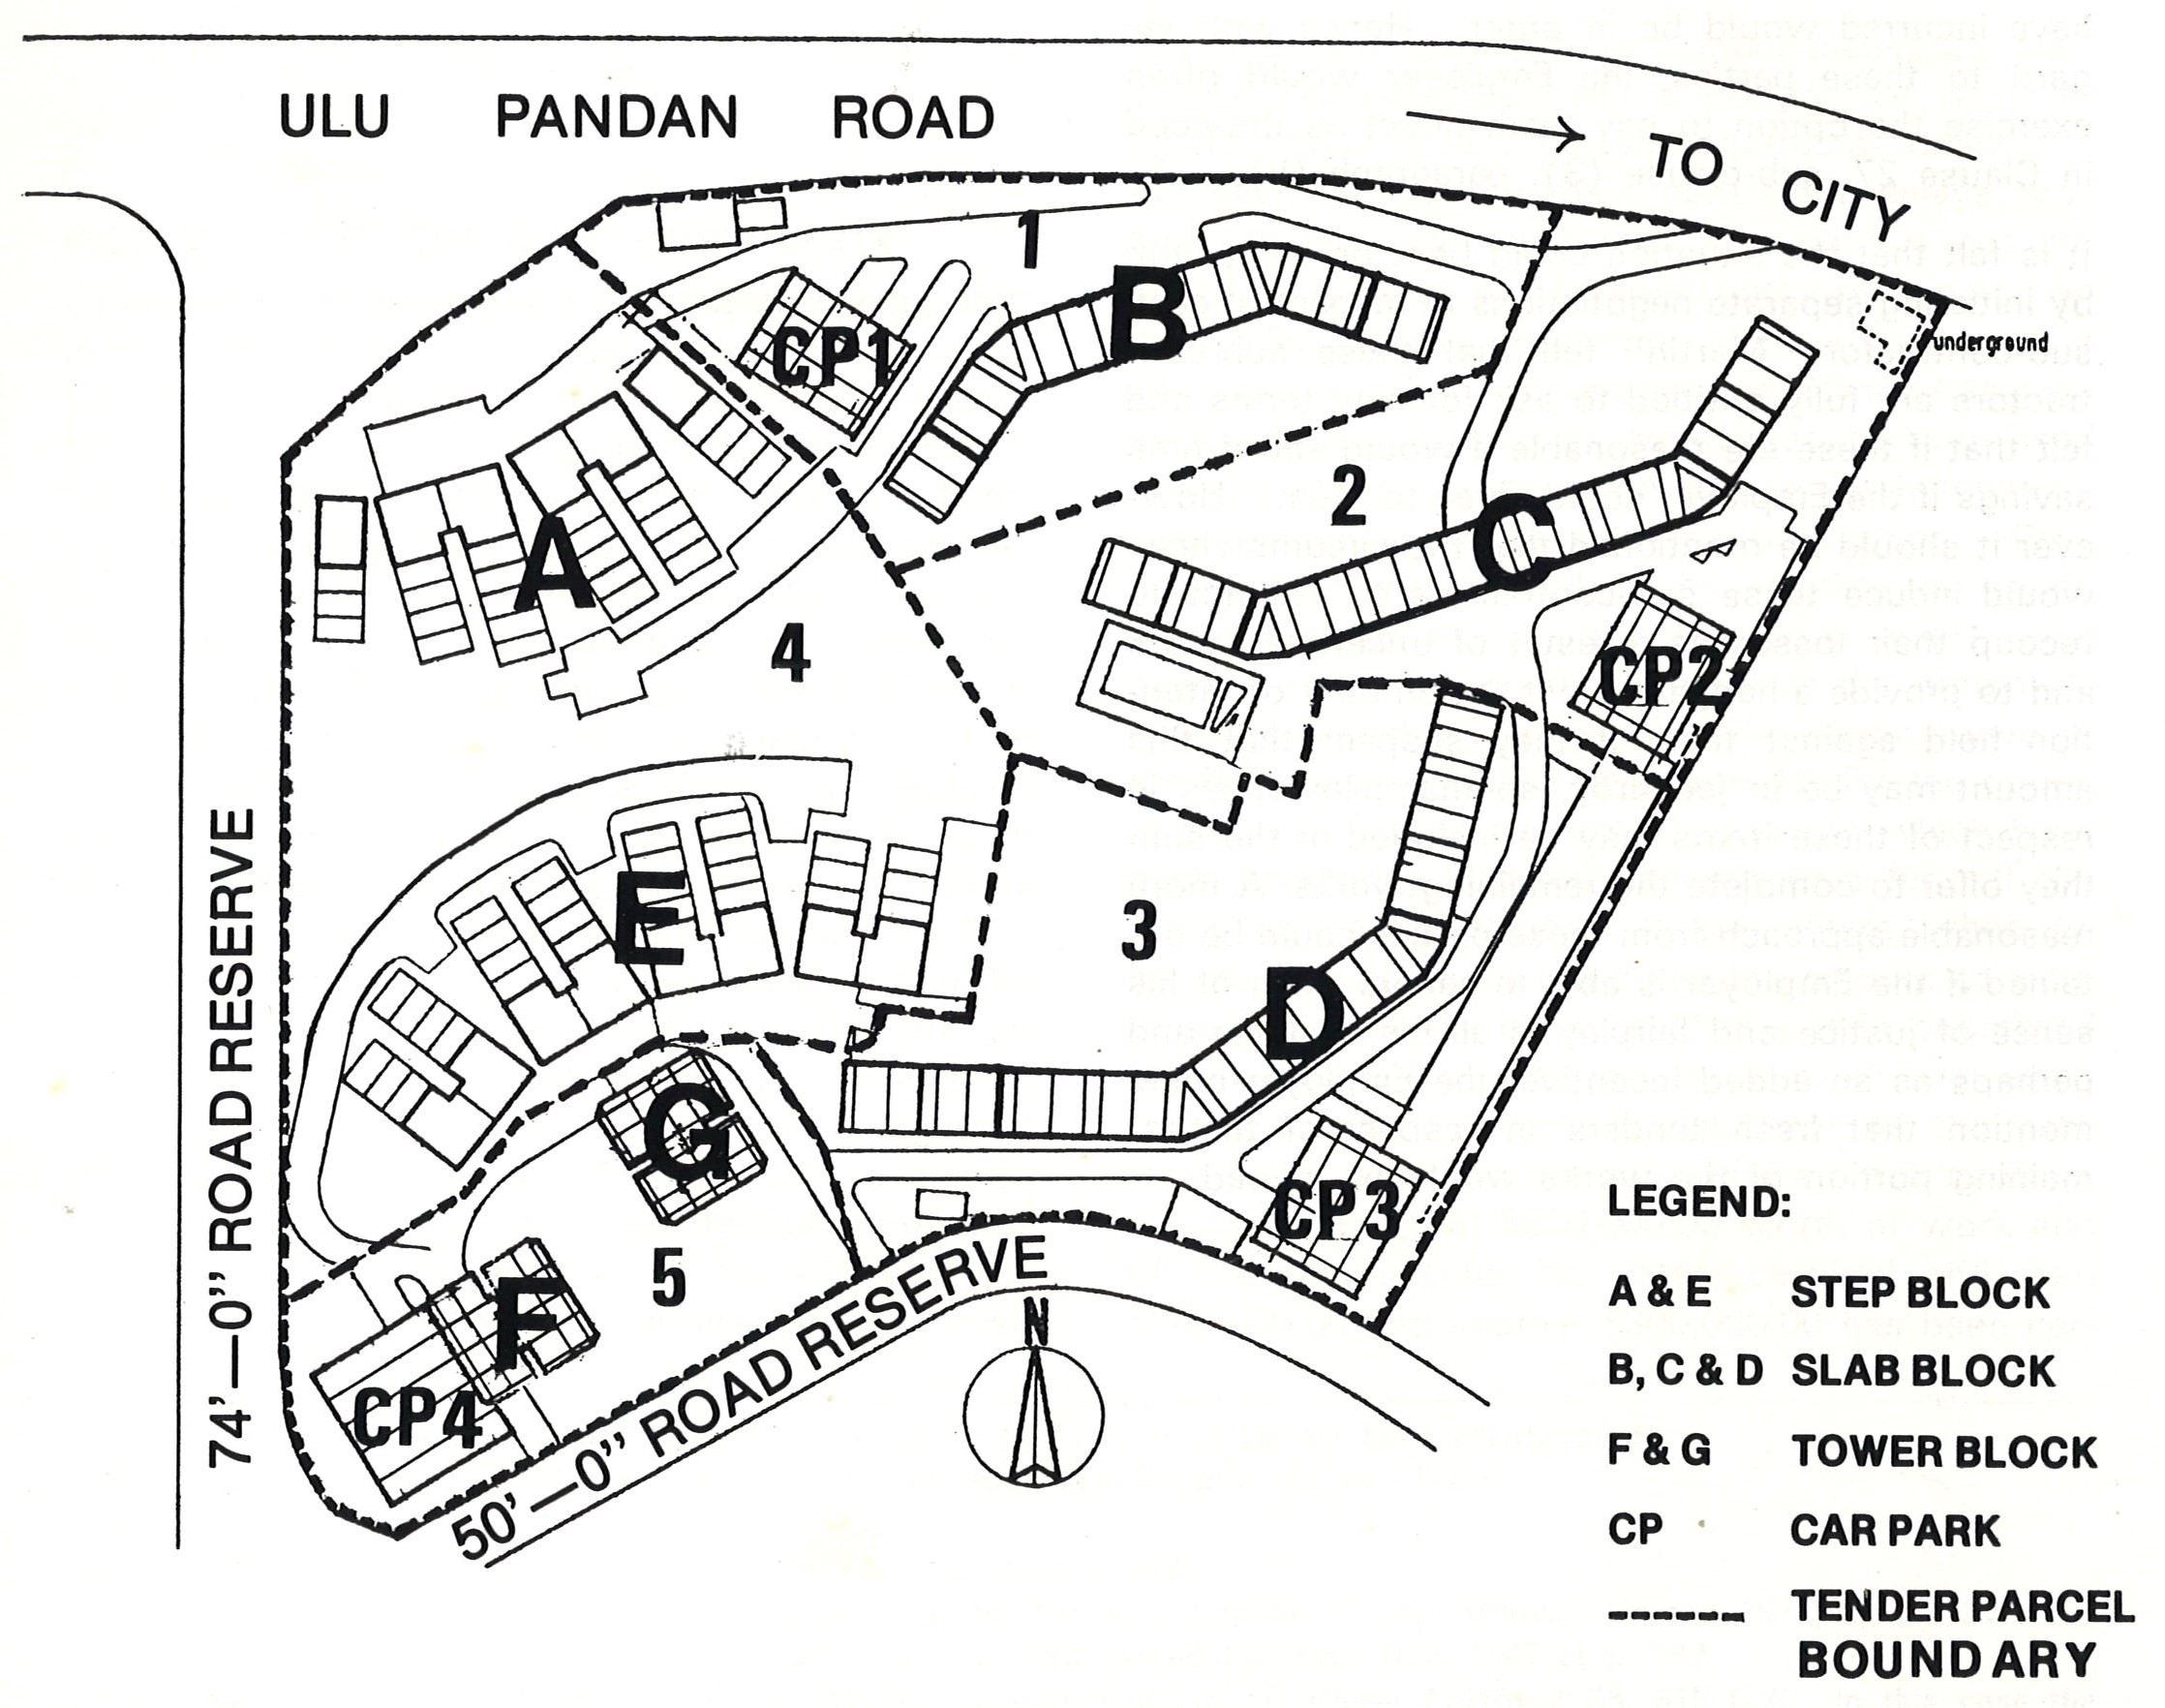 ULU PANDAN ROAD
TO CITY
1
B
CP1
underground
2
C
A
4
CP2
E
3
D
G
74'—0" ROAD RESERVE
CP3
5
F
CP4
50'—0" ROAD RESERVE
N
LEGEND:
A & E STEP BLOCK
B, C & D SLAB BLOCK
F & G TOWER BLOCK
CP CAR PARK
------ TENDER PARCEL
BOUNDARY